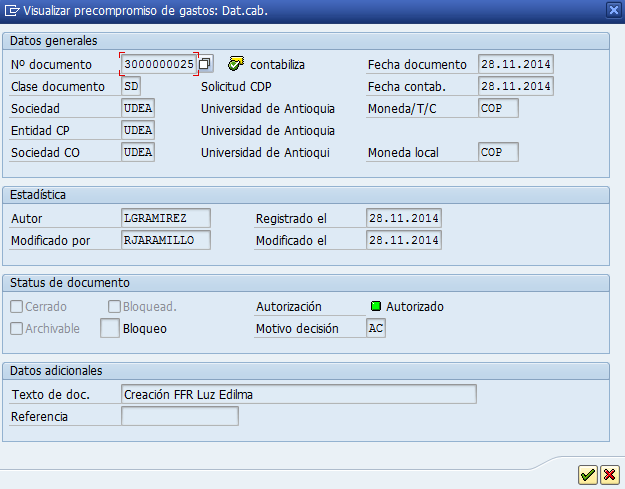 Visualizar precompromiso de gastos: Dat.cab.
Datos generales
Nº documento 3000000025 contabiliza Fecha documento 28.11.2014
Clase documento SD Solicitud CDP Fecha contab. 28.11.2014
Sociedad UDEA Universidad de Antioquia Moneda/T/C COP
Entidad CP UDEA Universidad de Antioquia
Sociedad CO UDEA Universidad de Antioqui Moneda local COP
Estadística
Autor LGRAMIREZ Registrado el 28.11.2014
Modificado por RJARAMILLO Modificado el 28.11.2014
Status de documento
Cerrado Bloquead. Autorización Autorizado
Archivable Bloqueo Motivo decisión AC
Datos adicionales
Texto de doc. Creación FFR Luz Edilma
Referencia